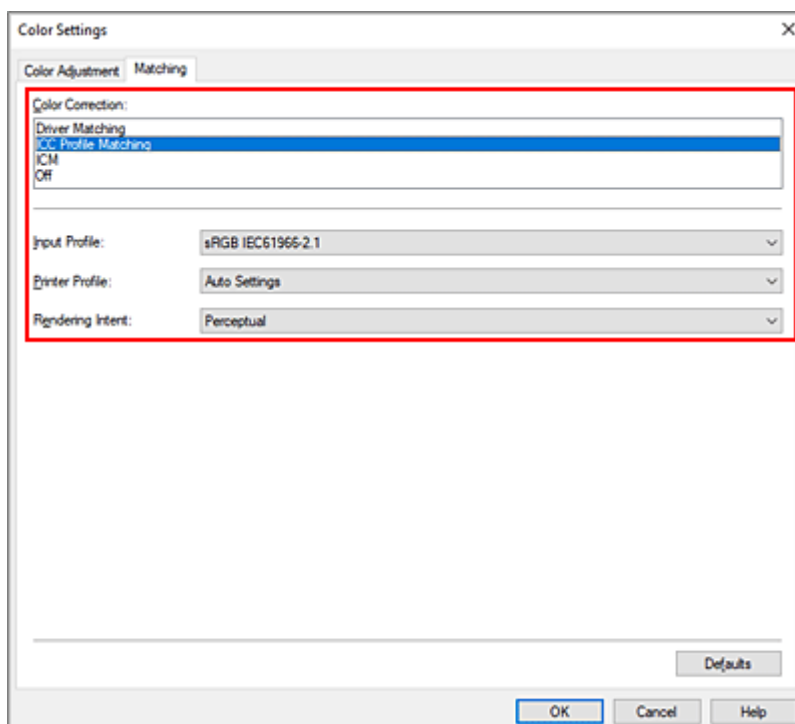 Color Settings
Color Adjustment Matching
Color Correction:
Driver Matching
ICC Profile Matching
ICM
Off
Input Profile: sRGB IEC61966-2.1
Printer Profile: Auto Settings
Rendering Intent: Perceptual
Defaults
OK Cancel Help